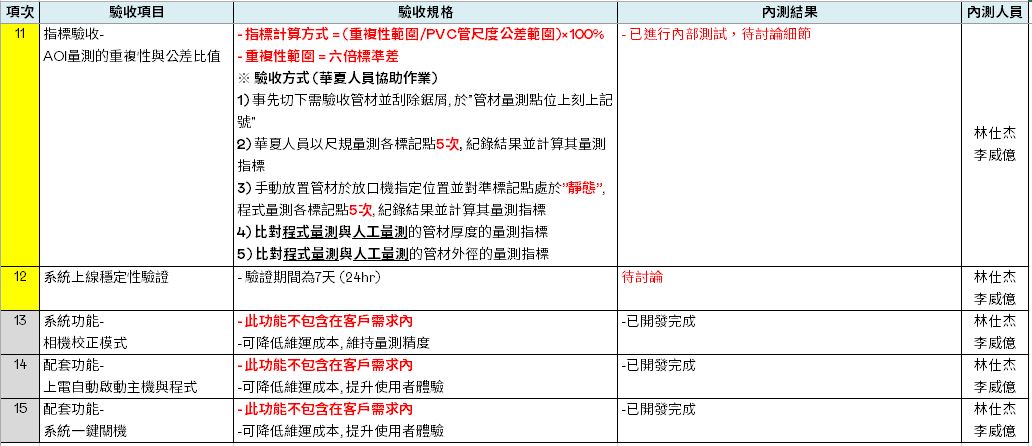 項次 驗收項目 驗收規格 內測結果 內測人員
11
指標驗收-
AOI量測的重複性與公差比值
- 指標計算方式 = (重複性範圍/PVC管尺度公差範圍)×100%
- 重複性範圍 = 六倍標準差
※ 驗收方式 (華夏人員協助作業)
1) 事先切下需驗收管材並刮除鋸屑, 於"管材量測點位上刻上記
號"
2) 華夏人員以尺規量測各標記點5次, 紀錄結果並計算其量測
指標
3) 手動放置管材於放口機指定位置並對準標記點處於"靜態",
程式量測各標記點5次, 紀錄結果並計算其量測指標
4) 比對程式量測與人工量測的管材厚度的量測指標
5) 比對程式量測與人工量測的管材外徑的量測指標
- 已進行內部測試，待討論細節
林仕杰
李威億
12
系統上線穩定性驗證
- 驗證期間為7天 (24hr)
待討論
林仕杰
李威億
13
系統功能-
相機校正模式
- 此功能不包含在客戶需求內
-可降低維運成本, 維持量測精度
-已開發完成
林仕杰
李威億
14
配套功能-
上電自動啟動主機與程式
- 此功能不包含在客戶需求內
-可降低維運成本, 提升使用者體驗
-已開發完成
林仕杰
李威億
15
配套功能-
系統一鍵關機
- 此功能不包含在客戶需求內
-可降低維運成本, 提升使用者體驗
-已開發完成
林仕杰
李威億